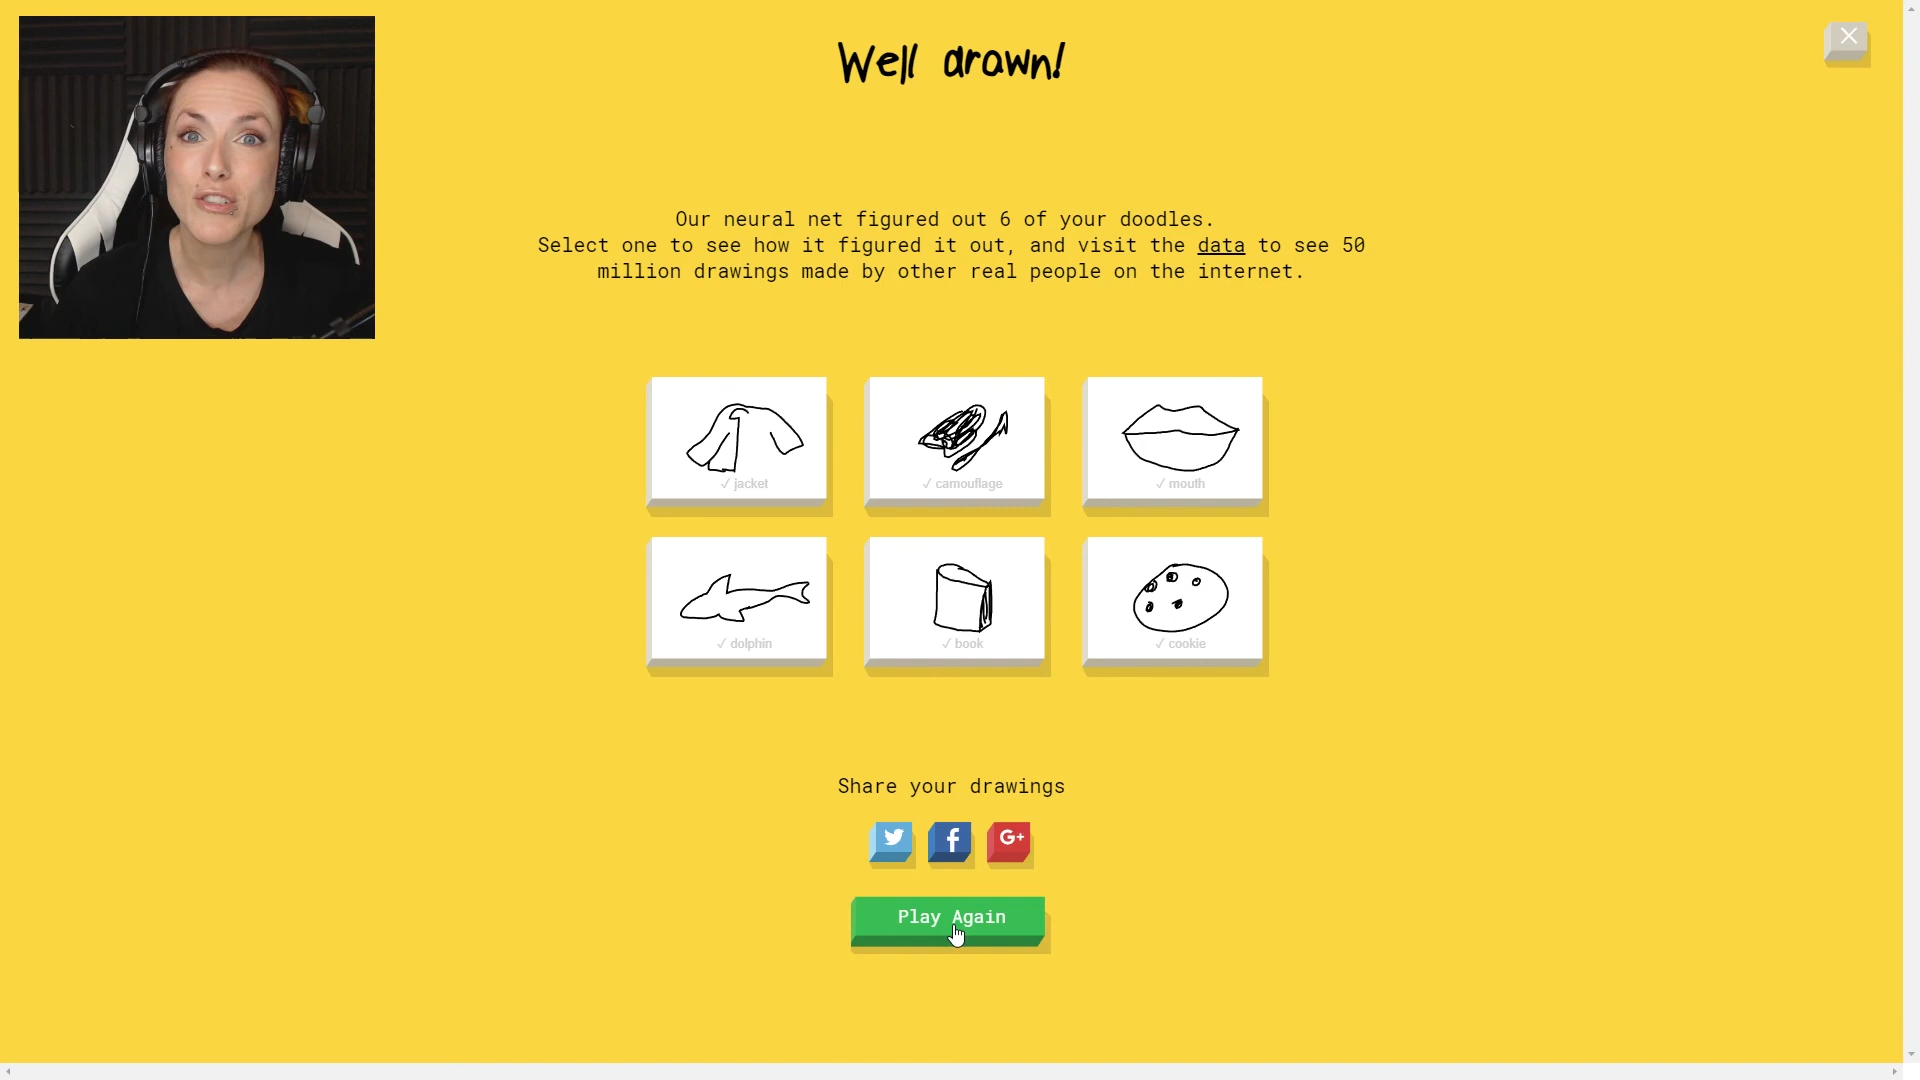 Well drawn!
Our neural net figured out 6 of your doodles.
Select one to see how it figured it out, and visit the data to see 50
million drawings made by other real people on the internet.
✓ jacket
✓ camouflage
✓ mouth
✓ dolphin
✓ book
✓ cookie
Share your drawings
G+
Play Again